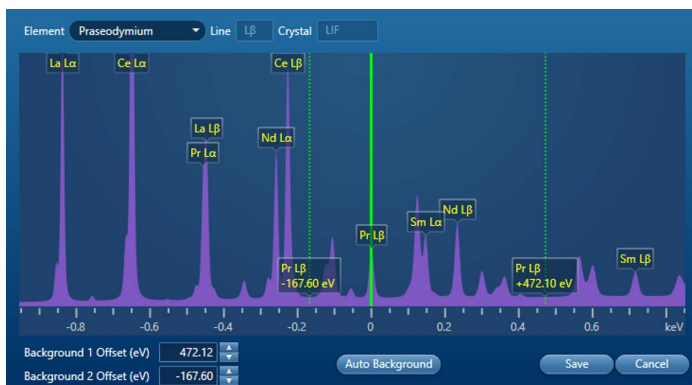 Element Praseodymium Line Lβ Crystal LIF
La Lα Ce Lα Ce Lβ
La Lβ
Nd Lα
Pr Lα
Nd Lβ
Sm Lα
Pr Lβ
Sm Lβ
Pr Lβ
-167.60 eV
Pr Lβ
+472.10 eV
-0.8 -0.6 -0.4 -0.2 0 0.2 0.4 0.6 keV
Background 1 Offset (eV) 472.12
Background 2 Offset (eV) -167.60
Auto Background Save Cancel